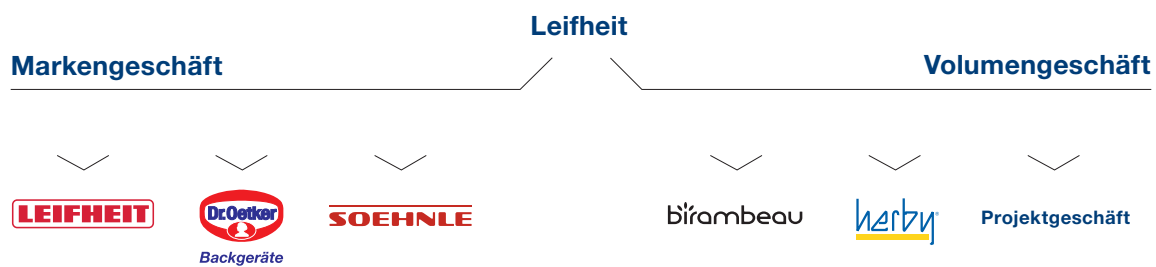 Leifheit
Markengeschäft
Volumengeschäft
LEIFHEIT
Dr.Oetker
Backgeräte
SOEHNLE
birambeau
herby
Projektgeschäft